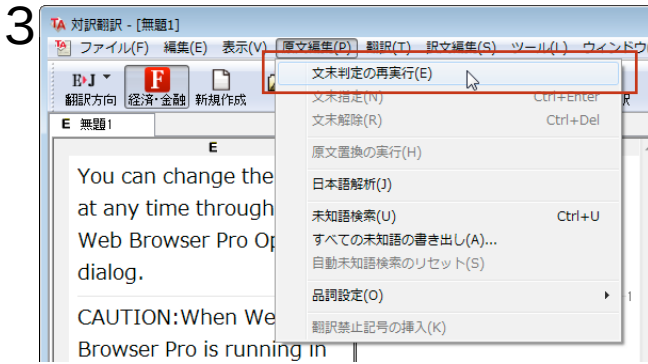 3
TA 対訳翻訳 - [無題1]
ファイル(F) 編集(E) 表示(V) 原文編集(P) 翻訳(T) 訳文編集(S) ツール(L) ウィンドウ
E›J
翻訳方向 経済・金融 新規作成
E 無題1
E
文末判定の再実行(E)
文末指定(N) Ctrl+Enter
文末解除(R) Ctrl+Del
原文置換の実行(H)
日本語解析(J)
未知語検索(U) Ctrl+U
すべての未知語の書き出し(A)...
自動未知語検索のリセット(S)
品詞設定(O)
翻訳禁止記号の挿入(K)
You can change the
at any time through
Web Browser Pro Op
dialog.
CAUTION:When We
Browser Pro is running in
1